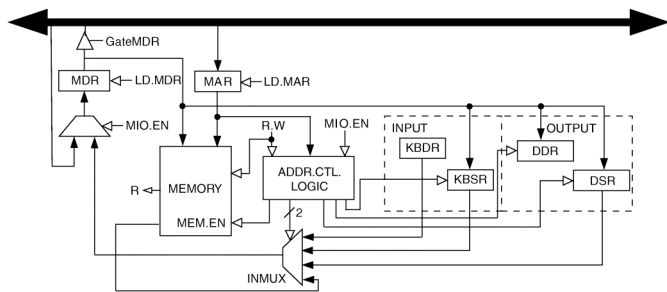 GateMDR
MDR
LD.MDR
MAR
LD.MAR
MIO.EN
R.W
MIO.EN
INPUT
KBDR
OUTPUT
DDR
R
MEMORY
ADDR.CTL.
LOGIC
KBSR
DSR
MEM.EN
2
INMUX